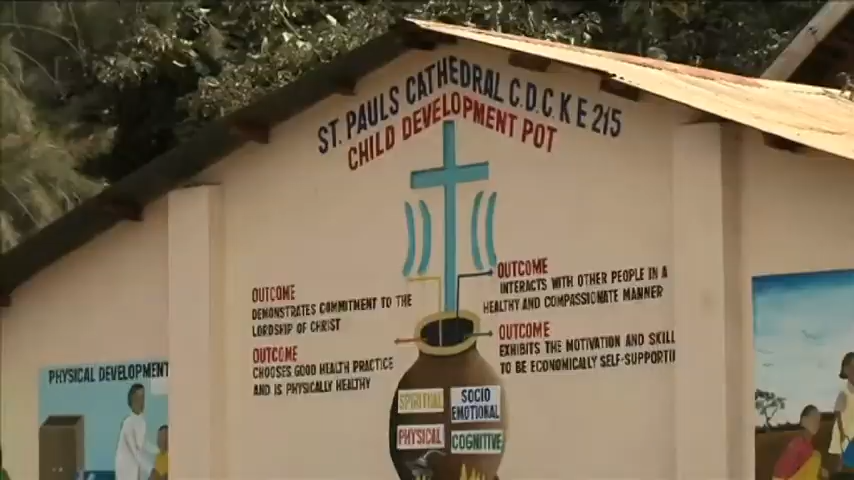 ST. PAULS CATHEDRAL C.D.C K E 215
CHILD DEVELOPMENT POT
OUTCOME
DEMONSTRATES COMMITMENT TO THE
LORDSHIP OF CHRIST
OUTCOME
CHOOSES GOOD HEALTH PRACTICE
AND IS PHYSICALLY HEALTHY
OUTCOME
INTERACTS WITH OTHER PEOPLE IN A
HEALTHY AND COMPASSIONATE MANNER
OUTCOME
EXHIBITS THE MOTIVATION AND SKILL
TO BE ECONOMICALLY SELF-SUPPORTI
SPIRITUAL
SOCIO
EMOTIONAL
PHYSICAL
COGNITIVE
PHYSICAL DEVELOPMENT